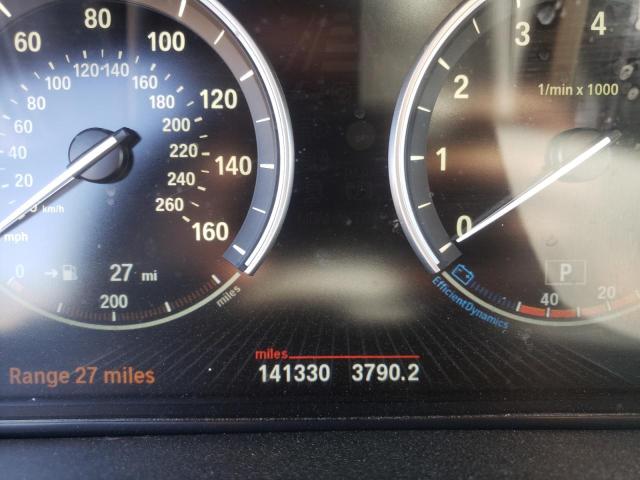 60 80 100 120 140 160
20 40 60 80 100 120 140 160 180 200 220 240 260
km/h
mph
0 27 mi
200
miles
0 1 2 3 4
1/min x 1000
P
EfficientDynamics
40 20
Range 27 miles
miles
141330 3790.2